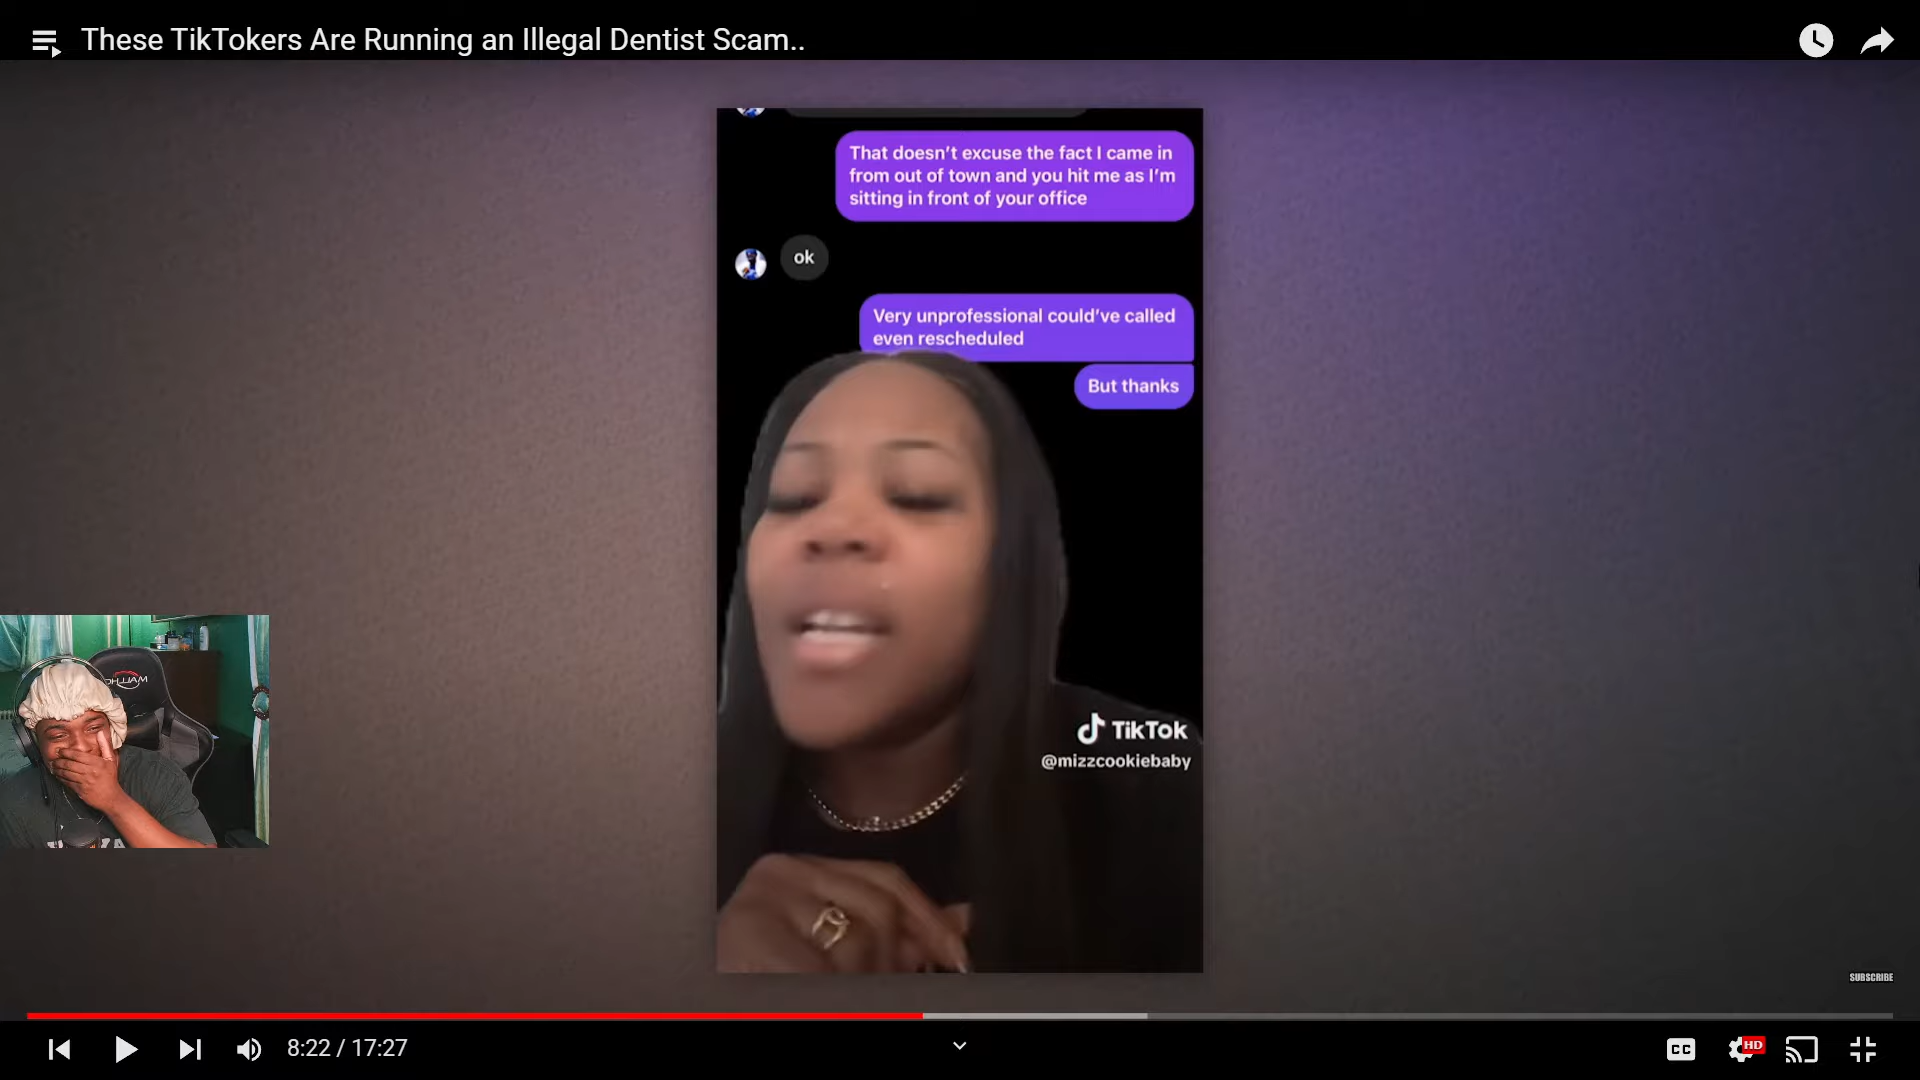 These TikTokers Are Running an Illegal Dentist Scam..
That doesn't excuse the fact I came in
from out of town and you hit me as I'm
sitting in front of your office
ok
Very unprofessional could've called
even rescheduled
But thanks
TikTok
@mizzcookiebaby
SUBSCRIBE
8:22 / 17:27
CC
HD